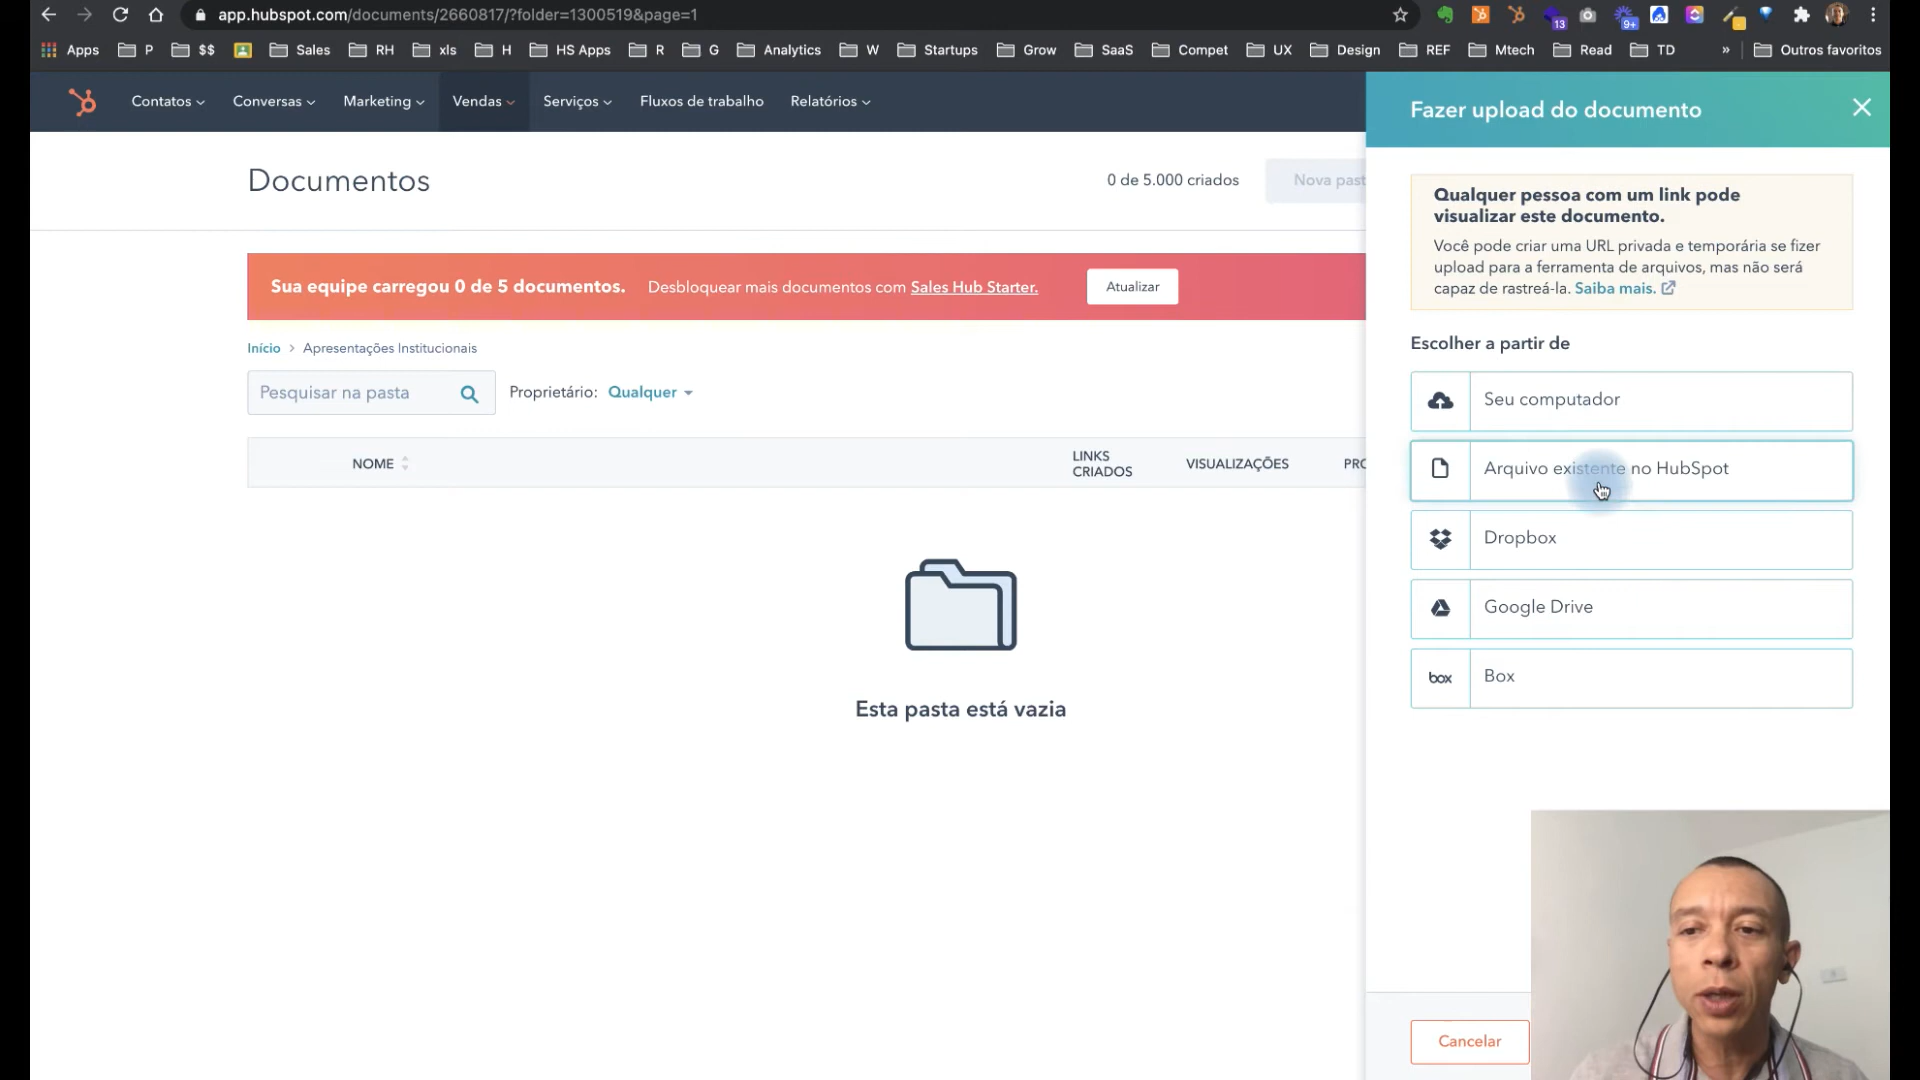 app.hubspot.com/documents/2660817/?folder=1300519&page=1
13
9+
Apps P $$ Sales RH xls H HS Apps R G Analytics W Startups Grow SaaS Compet UX Design REF Mtech Read TD » Outros favoritos
Contatos Conversas Marketing Vendas Serviços Fluxos de trabalho Relatórios
Fazer upload do documento
Documentos
0 de 5.000 criados
Nova past
Sua equipe carregou 0 de 5 documentos. Desbloquear mais documentos com Sales Hub Starter. Atualizar
Início > Apresentações Institucionais
Pesquisar na pasta
Proprietário: Qualquer
NOME
LINKS
CRIADOS
VISUALIZAÇÕES
PRO
Esta pasta está vazia
Qualquer pessoa com um link pode
visualizar este documento.
Você pode criar uma URL privada e temporária se fizer
upload para a ferramenta de arquivos, mas não será
capaz de rastreá-la. Saiba mais.
Escolher a partir de
Seu computador
Arquivo existente no HubSpot
Dropbox
Google Drive
box Box
Cancelar